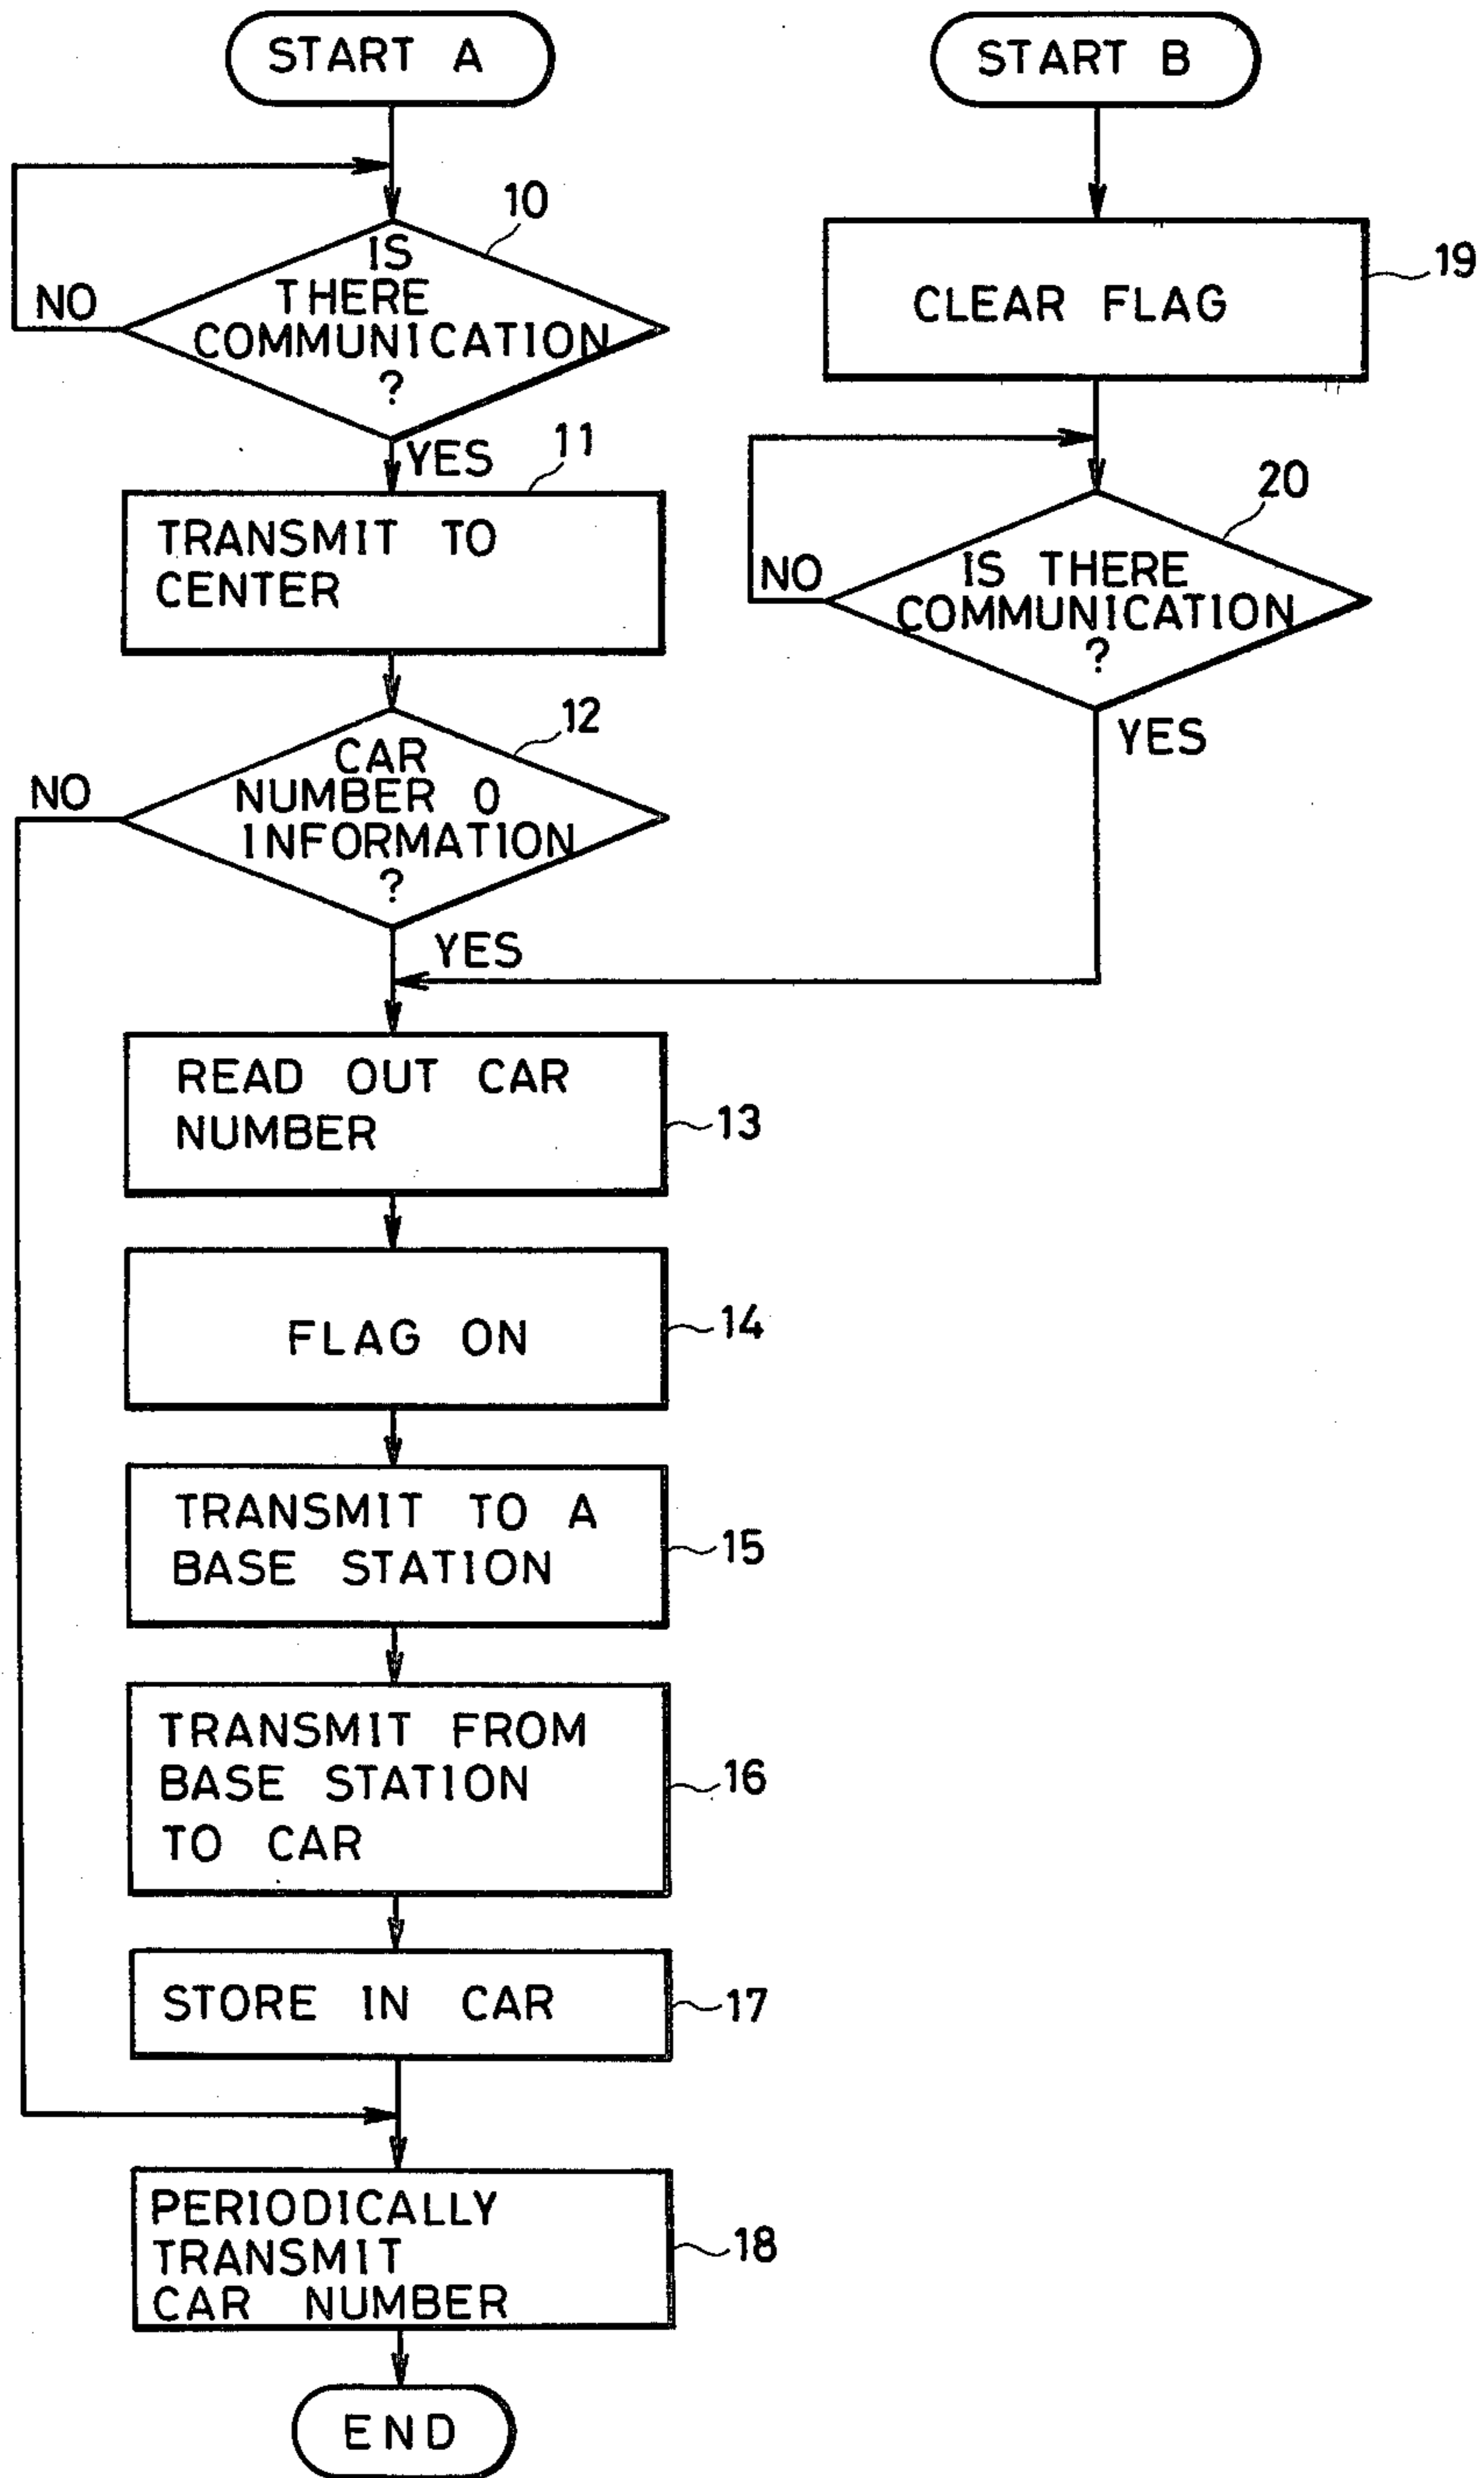 START A
10
IS
THERE
COMMUNICATION
?
NO
YES
11
TRANSMIT TO
CENTER
12
CAR
NUMBER 0
INFORMATION
?
NO
YES
START B
19
CLEAR FLAG
20
IS THERE
COMMUNICATION
?
NO
YES
READ OUT CAR
NUMBER
13
FLAG ON
14
TRANSMIT TO A
BASE STATION
15
TRANSMIT FROM
BASE STATION
TO CAR
16
STORE IN CAR
17
PERIODICALLY
TRANSMIT
CAR NUMBER
18
END